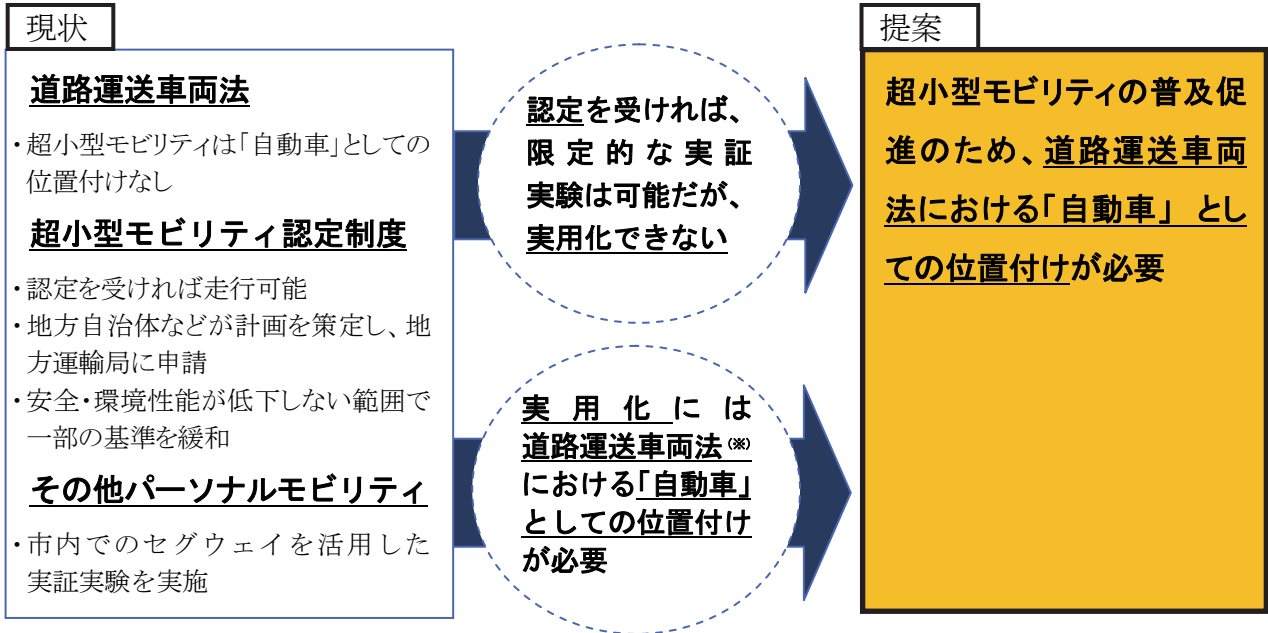 現状
道路運送車両法
・超小型モビリティは「自動車」としての
位置付けなし
超小型モビリティ認定制度
・認定を受ければ走行可能
・地方自治体などが計画を策定し、地
方運輸局に申請
・安全・環境性能が低下しない範囲で
一部の基準を緩和
その他パーソナルモビリティ
・市内でのセグウェイを活用した
実証実験を実施
認定を受ければ、
限定的な実証
実験は可能だが、
実用化できない
実用化には
道路運送車両法(※)
における「自動車」
としての位置付け
が必要
提案
超小型モビリティの普及促
進のため、道路運送車両
法における「自動車」 とし
ての位置付けが必要